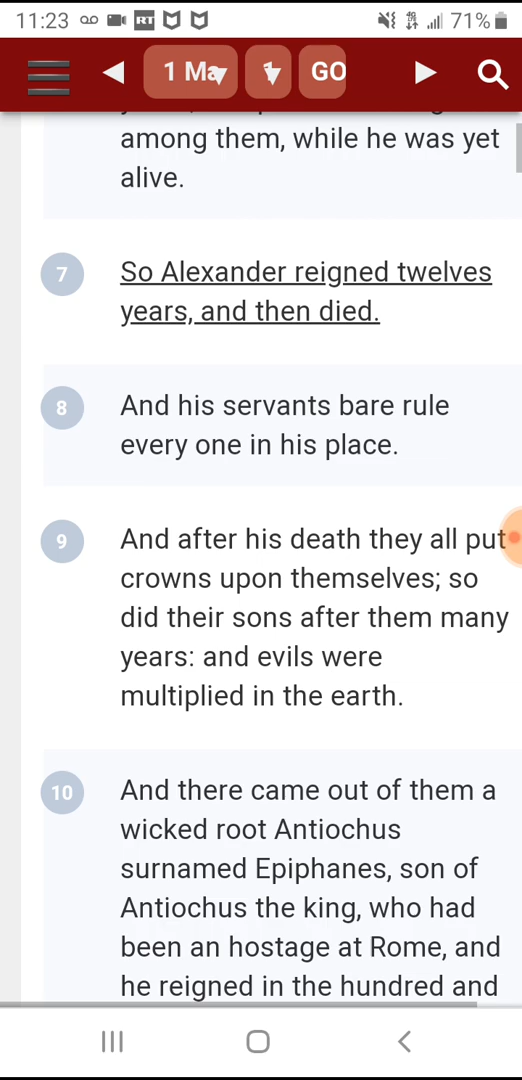 11:23 RT 71%
1 Ma 1 GO
among them, while he was yet
alive.
7 So Alexander reigned twelves
years, and then died.
8 And his servants bare rule
every one in his place.
9 And after his death they all put
crowns upon themselves; so
did their sons after them many
years: and evils were
multiplied in the earth.
10 And there came out of them a
wicked root Antiochus
surnamed Epiphanes, son of
Antiochus the king, who had
been an hostage at Rome, and
he reigned in the hundred and